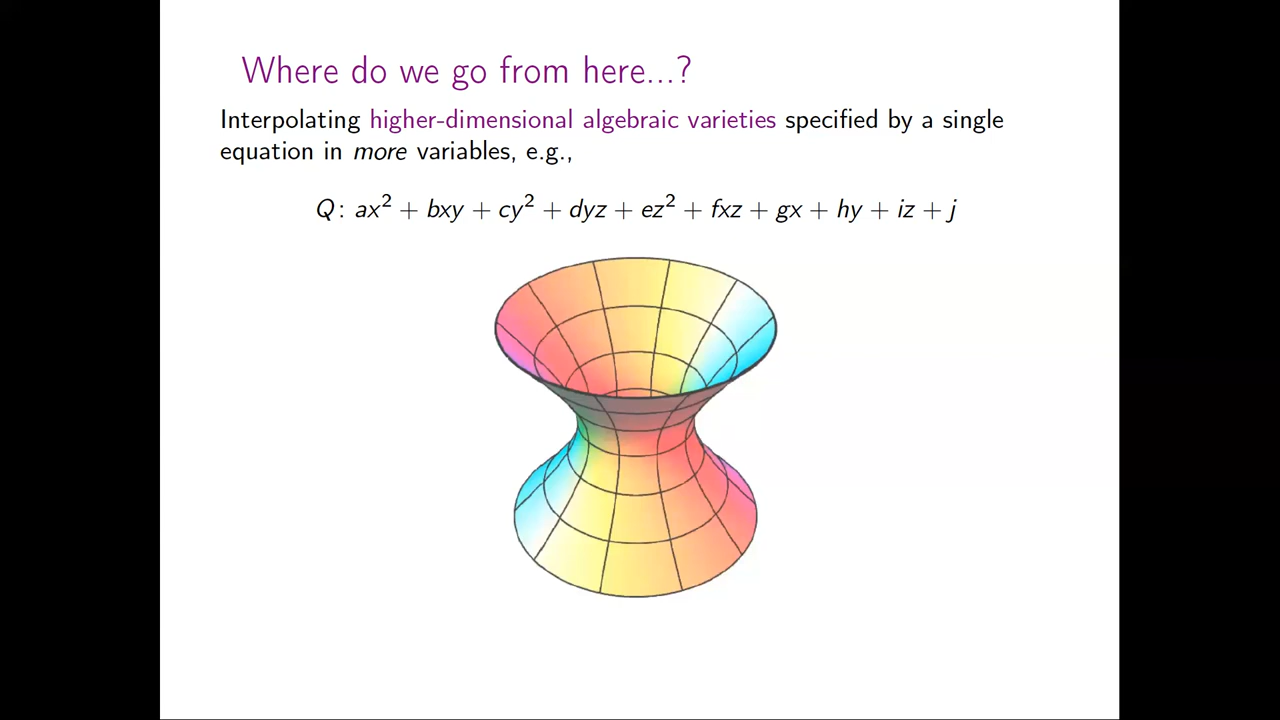 Where do we go from here...?
Interpolating higher-dimensional algebraic varieties specified by a single
equation in more variables, e.g.,
Q: ax² + bxy + cy² + dyz + ez² + fxz + gx + hy + iz + j